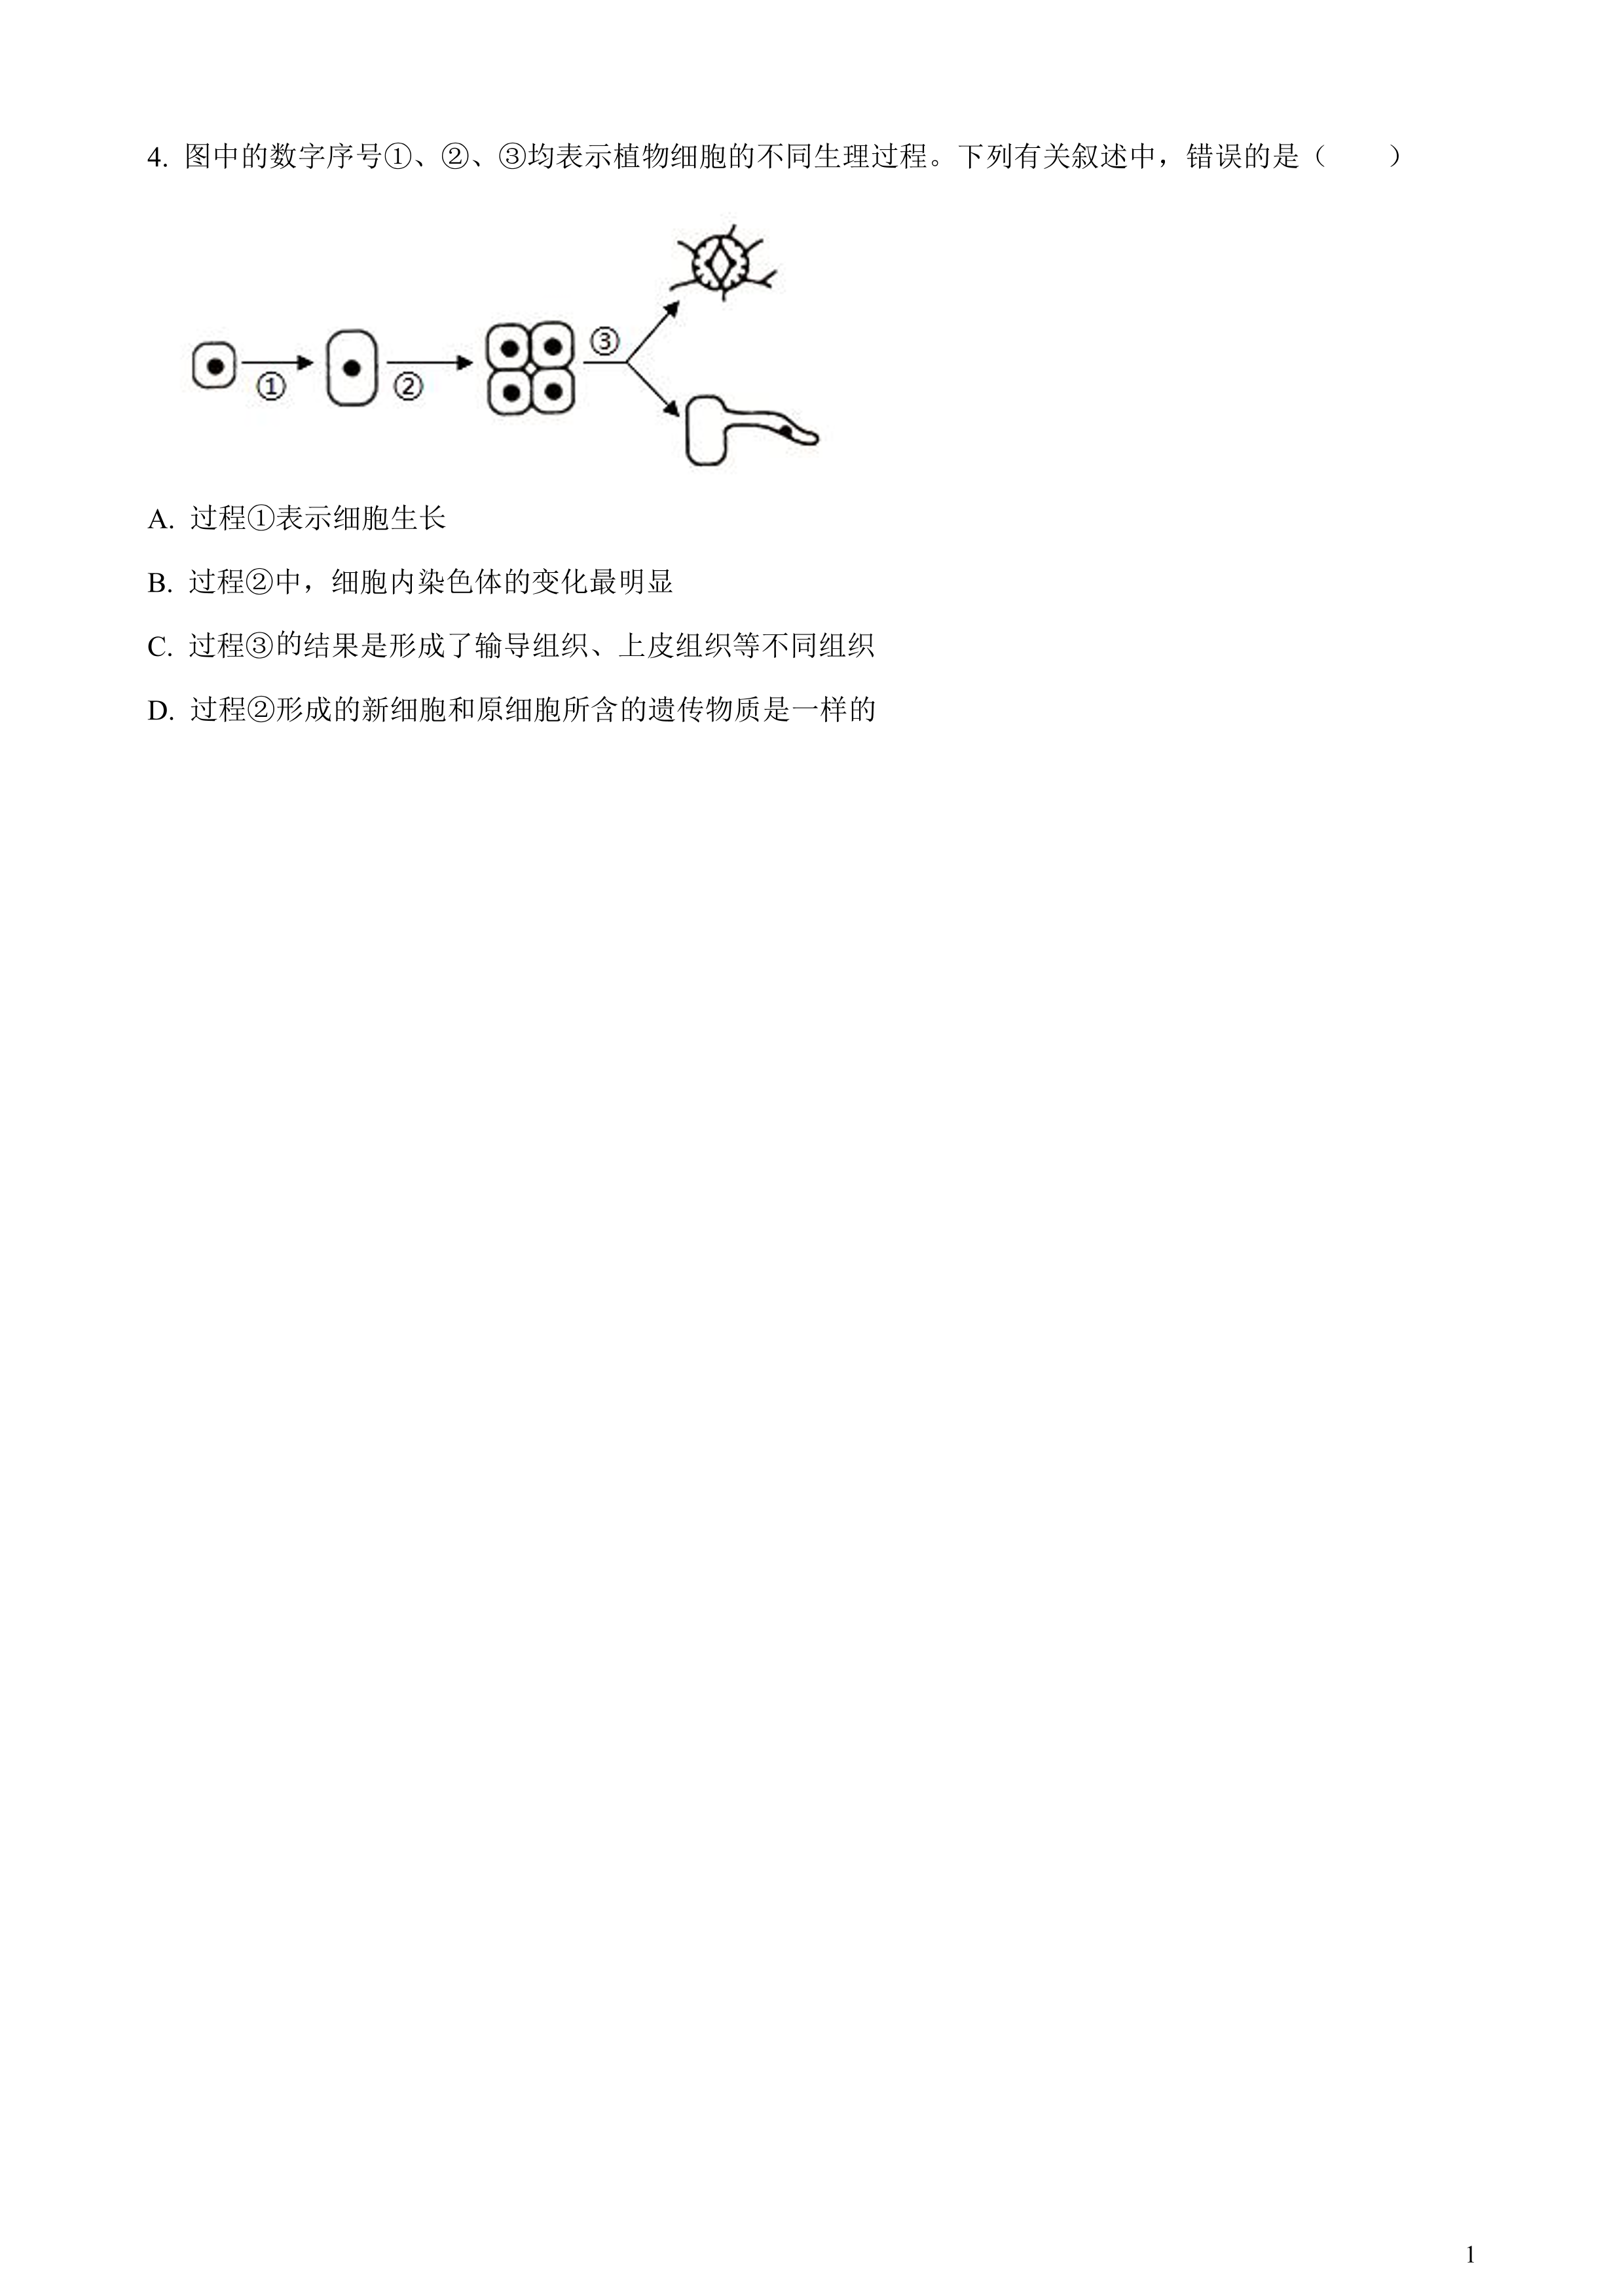 4. 图中的数字序号①、②、③均表示植物细胞的不同生理过程。下列有关叙述中，错误的是（　　）
③
①
②
A. 过程①表示细胞生长
B. 过程②中，细胞内染色体的变化最明显
C. 过程③的结果是形成了输导组织、上皮组织等不同组织
D. 过程②形成的新细胞和原细胞所含的遗传物质是一样的
1